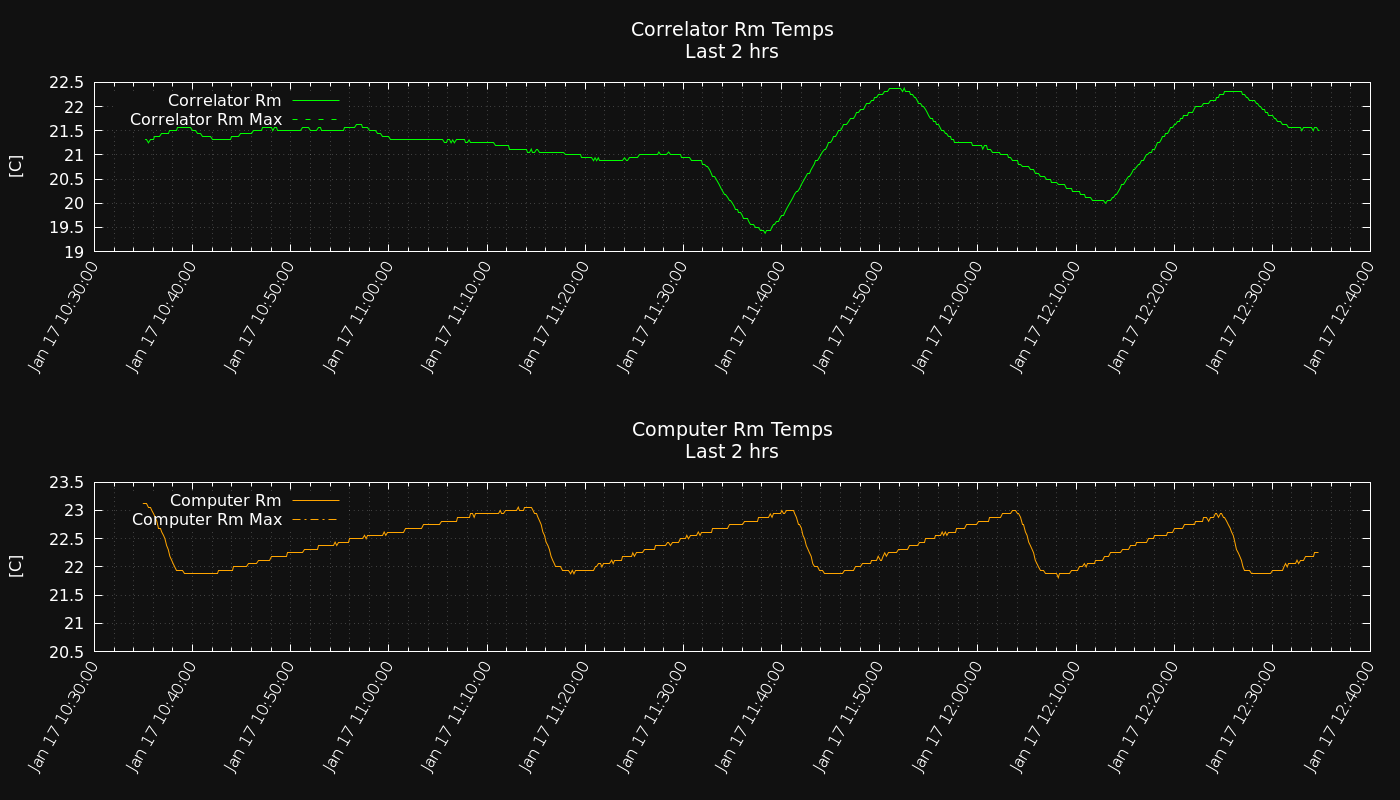 Correlator Rm Temps
Last 2 hrs
Correlator Rm
Correlator Rm Max
[C]
22.5
22
21.5
21
20.5
20
19.5
19
Jan 17 10:30:00
Jan 17 10:40:00
Jan 17 10:50:00
Jan 17 11:00:00
Jan 17 11:10:00
Jan 17 11:20:00
Jan 17 11:30:00
Jan 17 11:40:00
Jan 17 11:50:00
Jan 17 12:00:00
Jan 17 12:10:00
Jan 17 12:20:00
Jan 17 12:30:00
Jan 17 12:40:00
Computer Rm Temps
Last 2 hrs
Computer Rm
Computer Rm Max
[C]
23.5
23
22.5
22
21.5
21
20.5
Jan 17 10:30:00
Jan 17 10:40:00
Jan 17 10:50:00
Jan 17 11:00:00
Jan 17 11:10:00
Jan 17 11:20:00
Jan 17 11:30:00
Jan 17 11:40:00
Jan 17 11:50:00
Jan 17 12:00:00
Jan 17 12:10:00
Jan 17 12:20:00
Jan 17 12:30:00
Jan 17 12:40:00